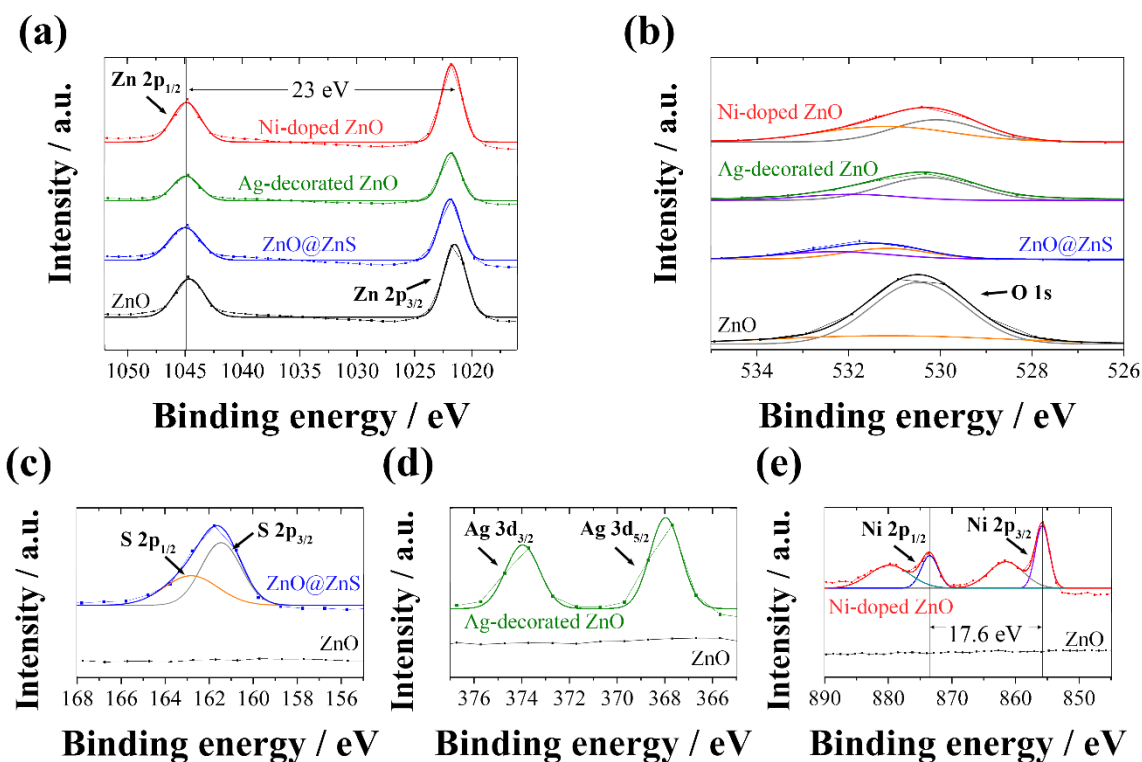 (a)
Zn 2p1/2
23 eV
Ni-doped ZnO
Ag-decorated ZnO
ZnO@ZnS
Zn 2p3/2
ZnO
Intensity / a.u.
1050 1045 1040 1035 1030 1025 1020
Binding energy / eV
(b)
Ni-doped ZnO
Ag-decorated ZnO
ZnO@ZnS
O 1s
ZnO
Intensity / a.u.
534 532 530 528 526
Binding energy / eV
(c)
S 2p1/2
S 2p3/2
ZnO@ZnS
ZnO
Intensity / a.u.
168 166 164 162 160 158 156
Binding energy / eV
(d)
Ag 3d3/2
Ag 3d5/2
Ag-decorated ZnO
ZnO
Intensity / a.u.
376 374 372 370 368 366
Binding energy / eV
(e)
Ni 2p1/2
Ni 2p3/2
Ni-doped ZnO
17.6 eV
ZnO
Intensity / a.u.
890 880 870 860 850
Binding energy / eV